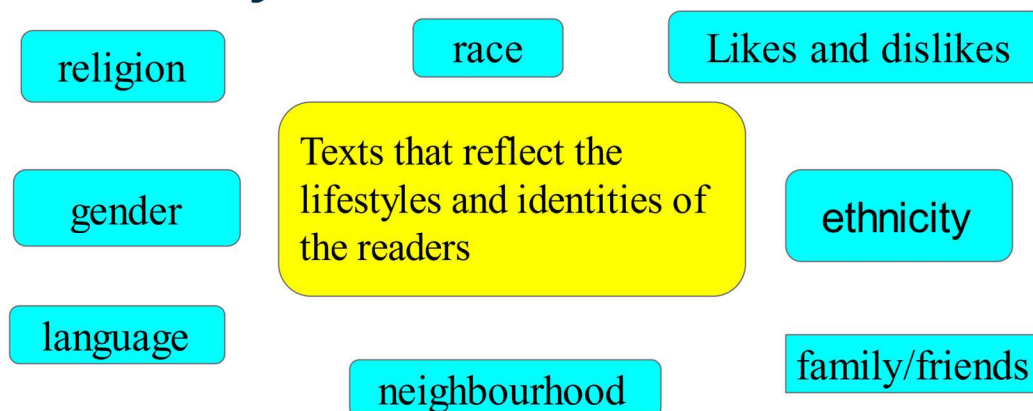 religion
race
Likes and dislikes
Texts that reflect the
lifestyles and identities of
the readers
gender
ethnicity
language
neighbourhood
family/friends